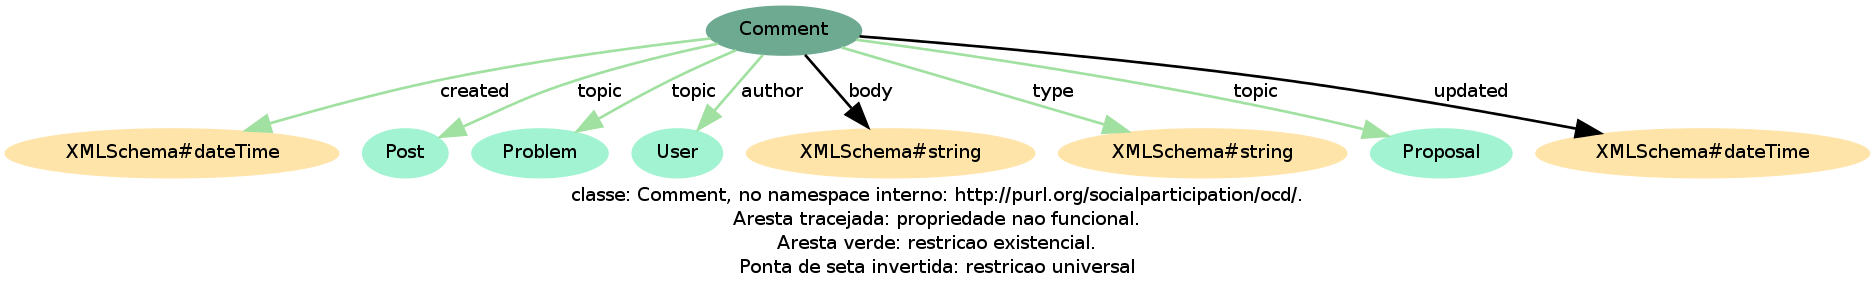 Comment
created
topic
topic
author
body
type
topic
updated
XMLSchema#dateTime
Post
Problem
User
XMLSchema#string
XMLSchema#string
Proposal
XMLSchema#dateTime
classe: Comment, no namespace interno: http://purl.org/socialparticipation/ocd/.
Aresta tracejada: propriedade nao funcional.
Aresta verde: restricao existencial.
Ponta de seta invertida: restricao universal